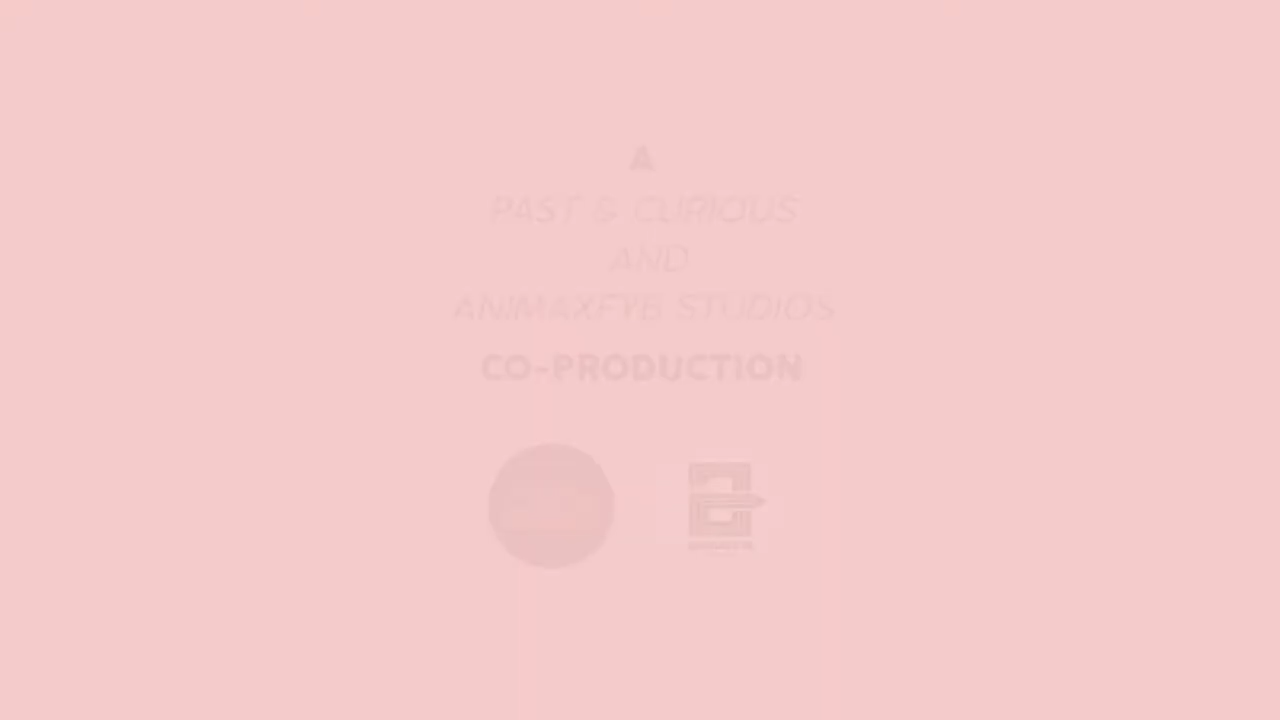 A
PAST & CURIOUS
AND
ANIMAXFYB STUDIOS
CO-PRODUCTION